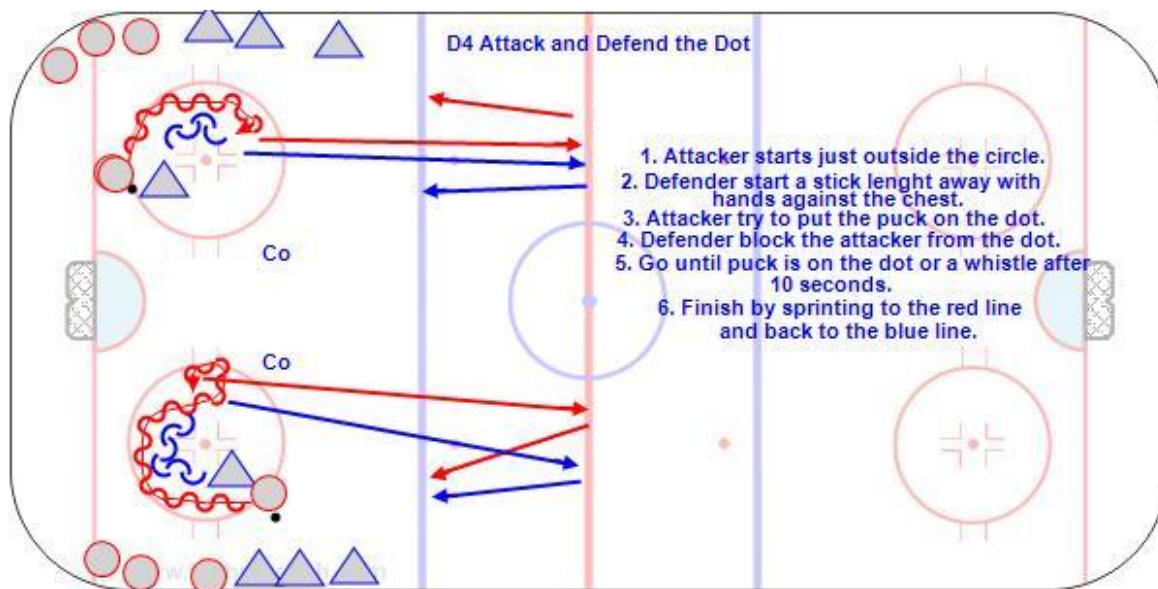 D4 Attack and Defend the Dot
1. Attacker starts just outside the circle.
2. Defender start a stick lenght away with
hands against the chest.
3. Attacker try to put the puck on the dot.
4. Defender block the attacker from the dot.
5. Go until puck is on the dot or a whistle after
10 seconds.
6. Finish by sprinting to the red line
and back to the blue line.
Co
Co